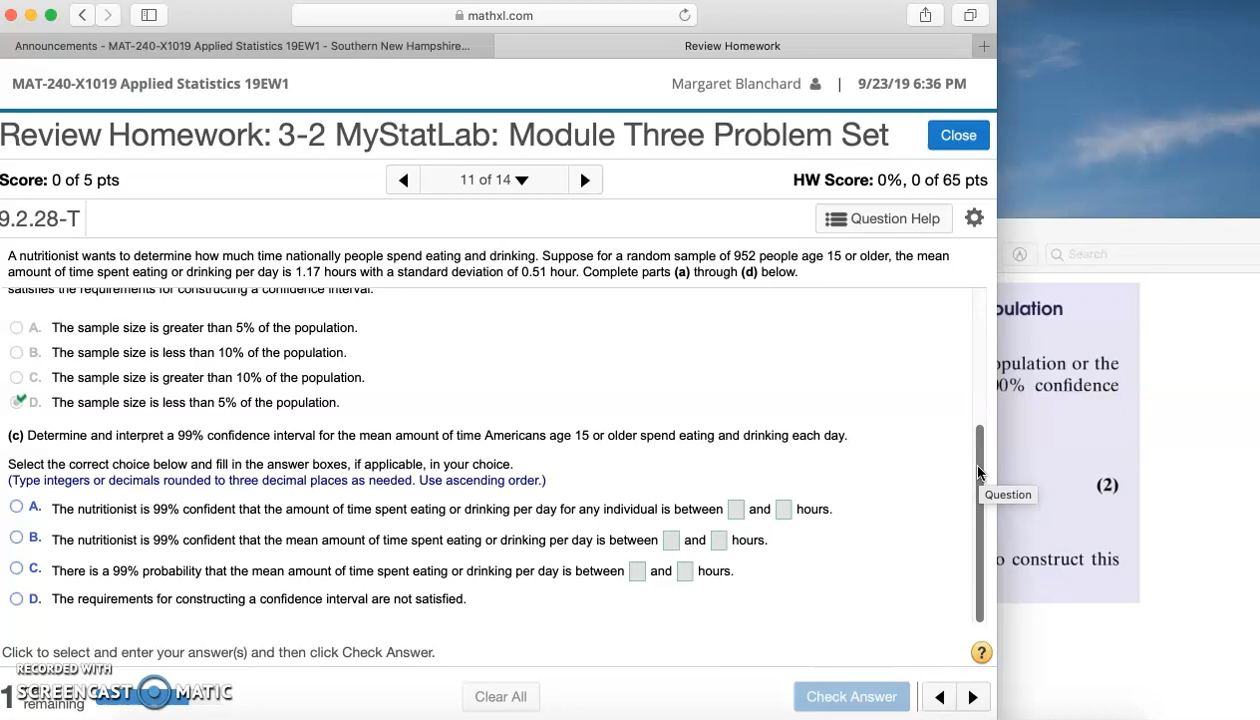 mathxl.com
Announcements - MAT-240-X1019 Applied Statistics 19EW1 - Southern New Hampshire...
Review Homework
MAT-240-X1019 Applied Statistics 19EW1
Margaret Blanchard | 9/23/19 6:36 PM
Review Homework: 3-2 MyStatLab: Module Three Problem Set
Close
Score: 0 of 5 pts
11 of 14
HW Score: 0%, 0 of 65 pts
9.2.28-T
Question Help
Search
A nutritionist wants to determine how much time nationally people spend eating and drinking. Suppose for a random sample of 952 people age 15 or older, the mean
amount of time spent eating or drinking per day is 1.17 hours with a standard deviation of 0.51 hour. Complete parts (a) through (d) below.
satisfies the requirements for constructing a confidence interval.
A. The sample size is greater than 5% of the population.
B. The sample size is less than 10% of the population.
C. The sample size is greater than 10% of the population.
D. The sample size is less than 5% of the population.
(c) Determine and interpret a 99% confidence interval for the mean amount of time Americans age 15 or older spend eating and drinking each day.
Select the correct choice below and fill in the answer boxes, if applicable, in your choice.
(Type integers or decimals rounded to three decimal places as needed. Use ascending order.)
A. The nutritionist is 99% confident that the amount of time spent eating or drinking per day for any individual is between and hours.
B. The nutritionist is 99% confident that the mean amount of time spent eating or drinking per day is between and hours.
C. There is a 99% probability that the mean amount of time spent eating or drinking per day is between and hours.
D. The requirements for constructing a confidence interval are not satisfied.
Question
Click to select and enter your answer(s) and then click Check Answer.
?
RECORDED WITH
SCREENCAST MATIC
1
remaining
Clear All
Check Answer
pulation
opulation or the
00% confidence
(2)
o construct this